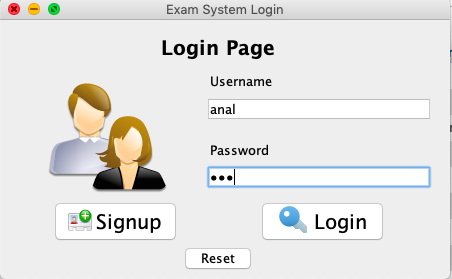 Exam System Login
Login Page
Username
anal
Password
•••
Signup
Login
Reset